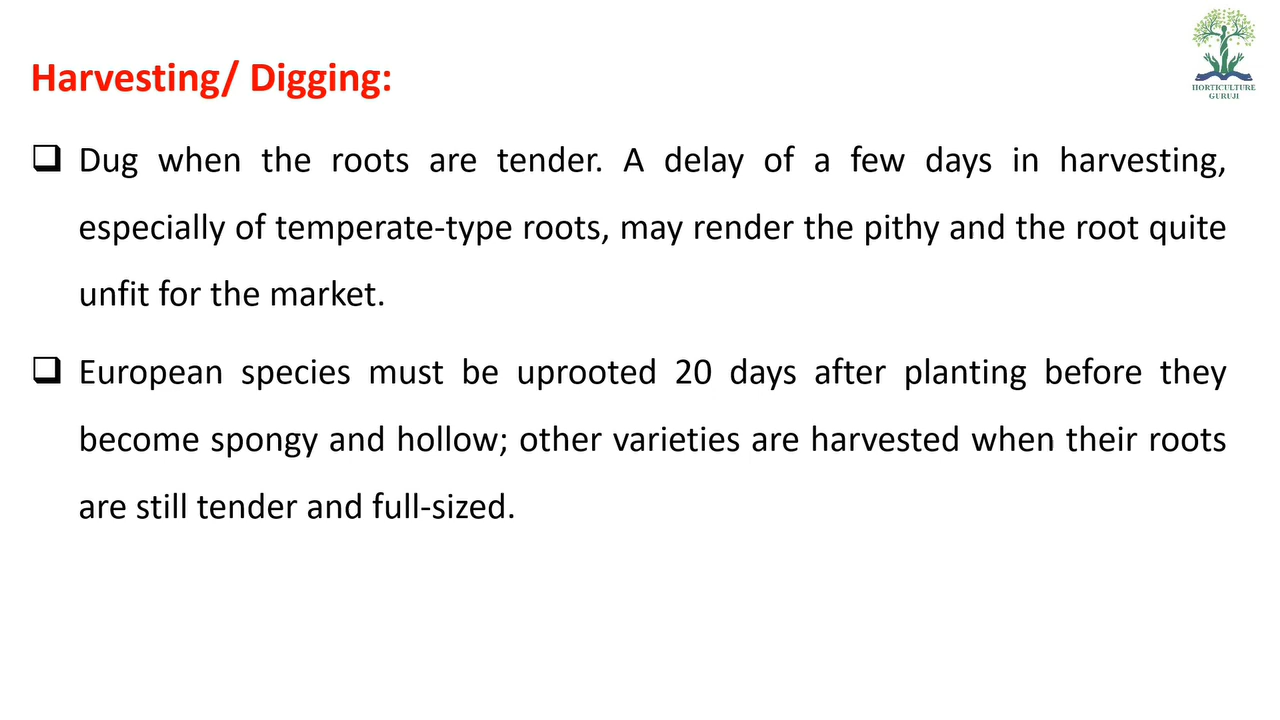 HORTICULTURE
GURUJI
Harvesting/ Digging:
Dug when the roots are tender. A delay of a few days in harvesting,
especially of temperate-type roots, may render the pithy and the root quite
unfit for the market.
European species must be uprooted 20 days after planting before they
become spongy and hollow; other varieties are harvested when their roots
are still tender and full-sized.